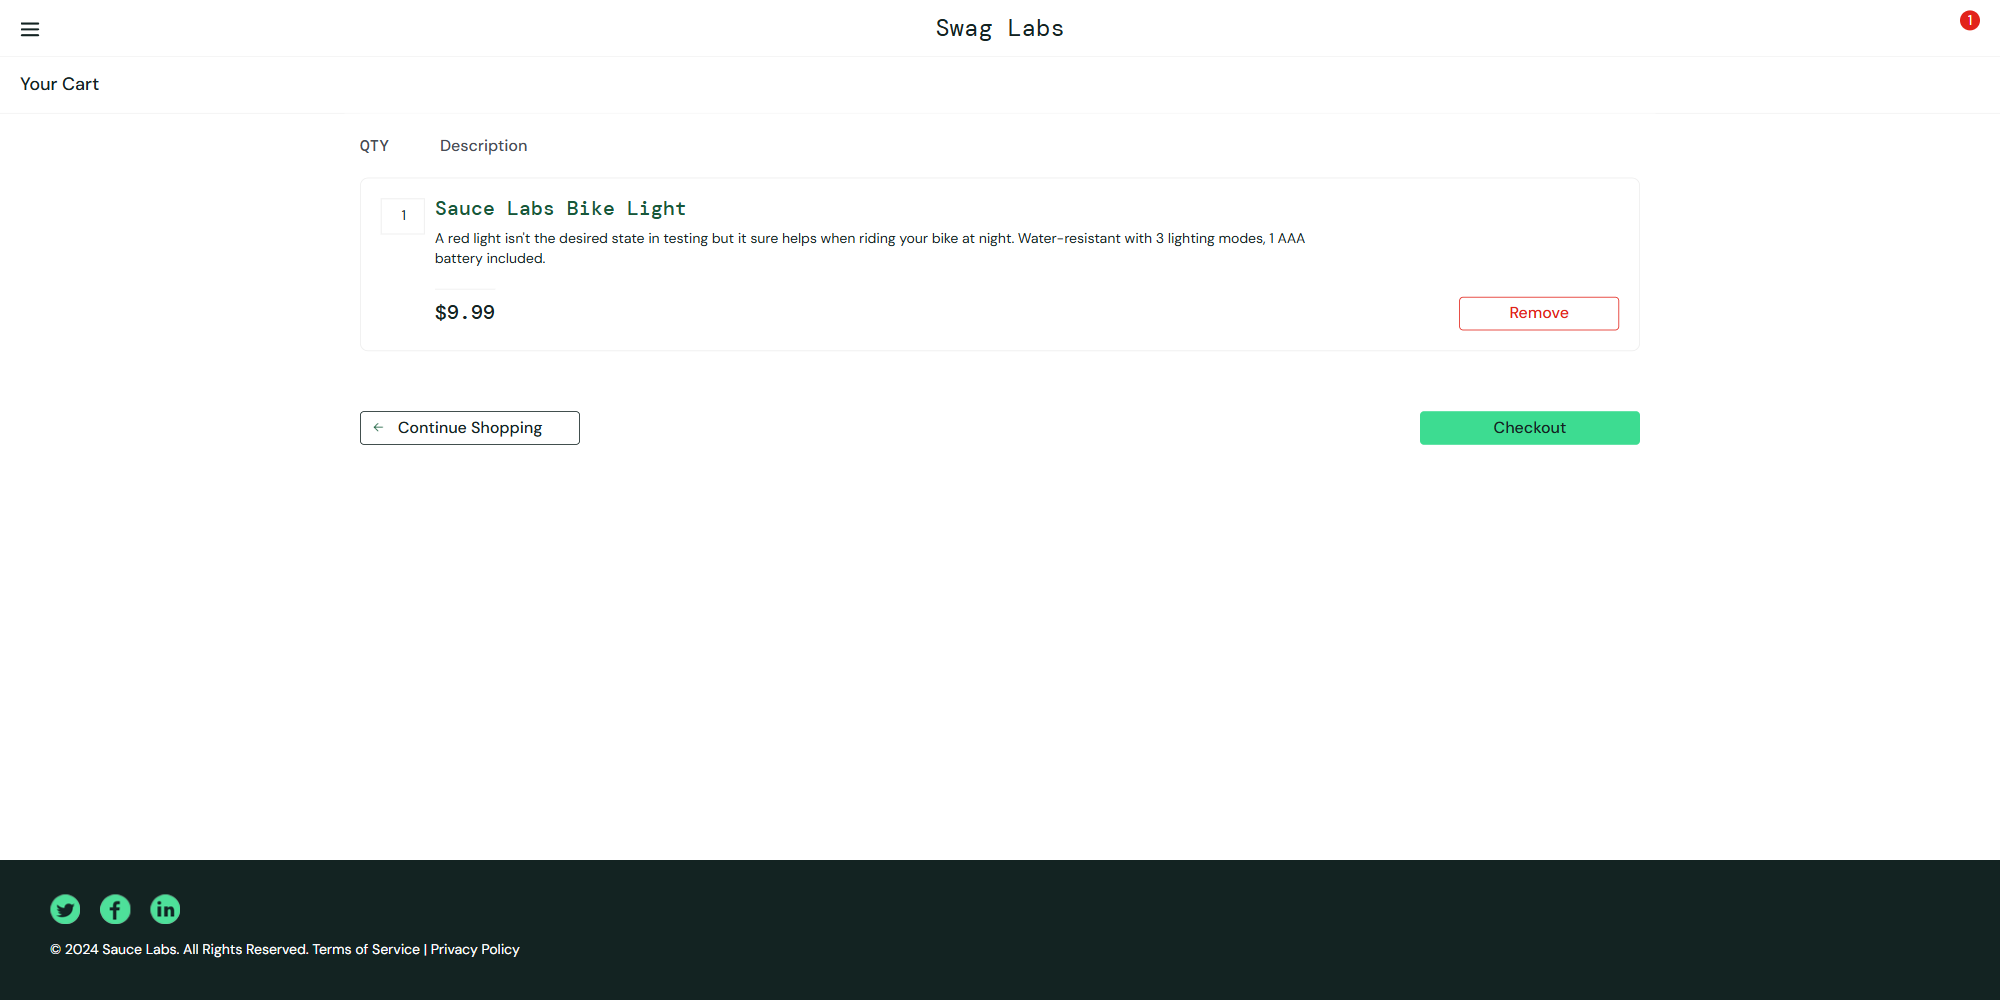 Swag Labs
1
Your Cart
QTY Description
1
Sauce Labs Bike Light
A red light isn't the desired state in testing but it sure helps when riding your bike at night. Water-resistant with 3 lighting modes, 1 AAA
battery included.
$9.99
Remove
← Continue Shopping
Checkout
© 2024 Sauce Labs. All Rights Reserved. Terms of Service | Privacy Policy